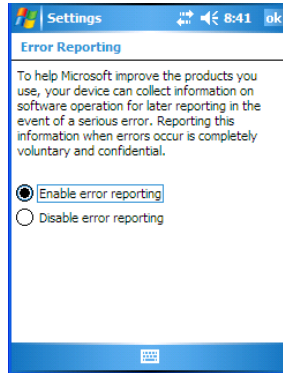 Settings 8:41 ok
Error Reporting
To help Microsoft improve the products you
use, your device can collect information on
software operation for later reporting in the
event of a serious error. Reporting this
information when errors occur is completely
voluntary and confidential.
Enable error reporting
Disable error reporting